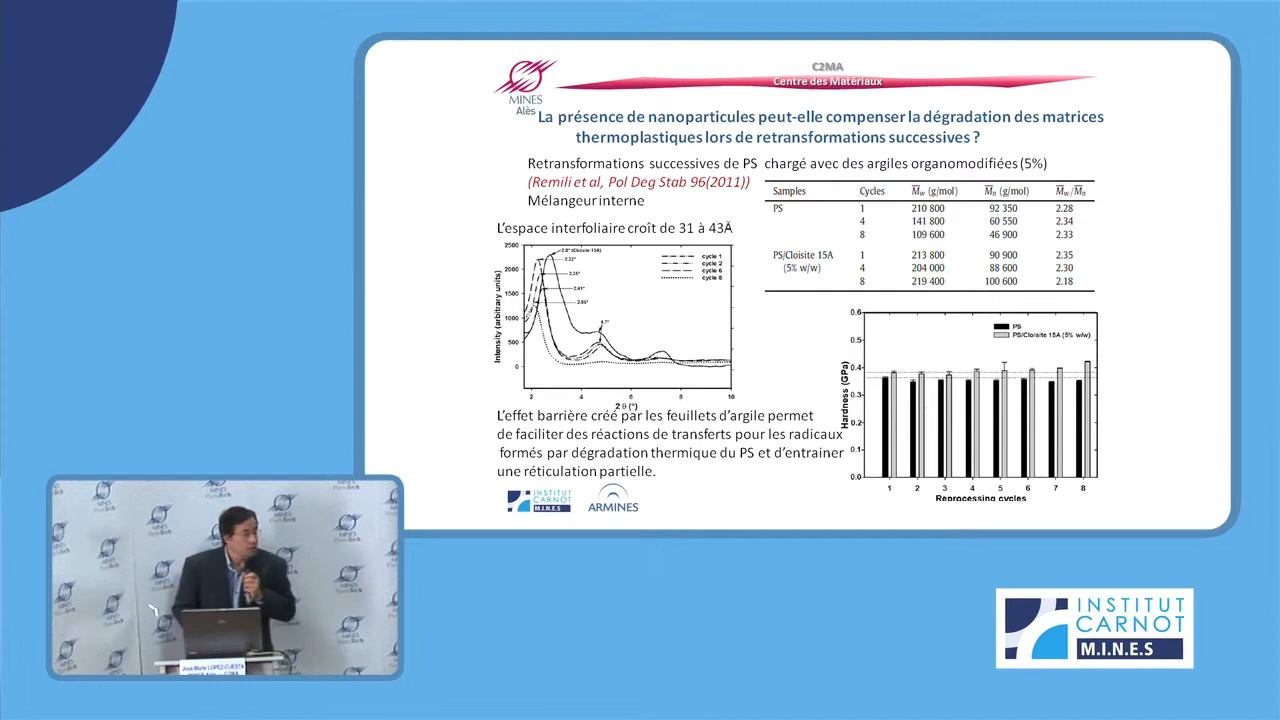 C2MA
Centre des Matériaux
MINES
Alès
La présence de nanoparticules peut-elle compenser la dégradation des matrices
thermoplastiques lors de retransformations successives ?
Retransformations successives de PS chargé avec des argiles organomodifiées (5%)
(Remili et al, Pol Deg Stab 96(2011))
Mélangeur interne
Samples Cycles M̅w (g/mol) M̅n (g/mol) M̅w/M̅n
PS 1 210 800 92 350 2.28
4 141 800 60 550 2.34
8 109 600 46 900 2.33
PS/Cloisite 15A 1 213 800 90 900 2.35
(5% w/w) 4 204 000 88 600 2.30
8 219 400 100 600 2.18
L'espace interfoliaire croît de 31 à 43Å
2500
2000
1500
1000
500
0
Intensity (arbitrary units)
2.8° (Cloisite 15A)
2.22°
2.35°
2.41°
4.7°
cycle 1
cycle 2
cycle 6
cycle 8
2 4 6 8 10
2 θ (°)
0.6
0.5
0.4
0.3
0.2
0.1
0.0
Hardness (GPa)
PS
PS/Cloisite 15A (5% w/w)
1 2 3 4 5 6 7 8
Reprocessing cycles
L'effet barrière créé par les feuillets d'argile permet
de faciliter des réactions de transferts pour les radicaux
formés par dégradation thermique du PS et d'entrainer
une réticulation partielle.
INSTITUT
CARNOT
M.I.N.E.S
ARMINES
MINES
ParisTech
José-Marie LOPEZ-CUESTA
INSTITUT
CARNOT
M.I.N.E.S